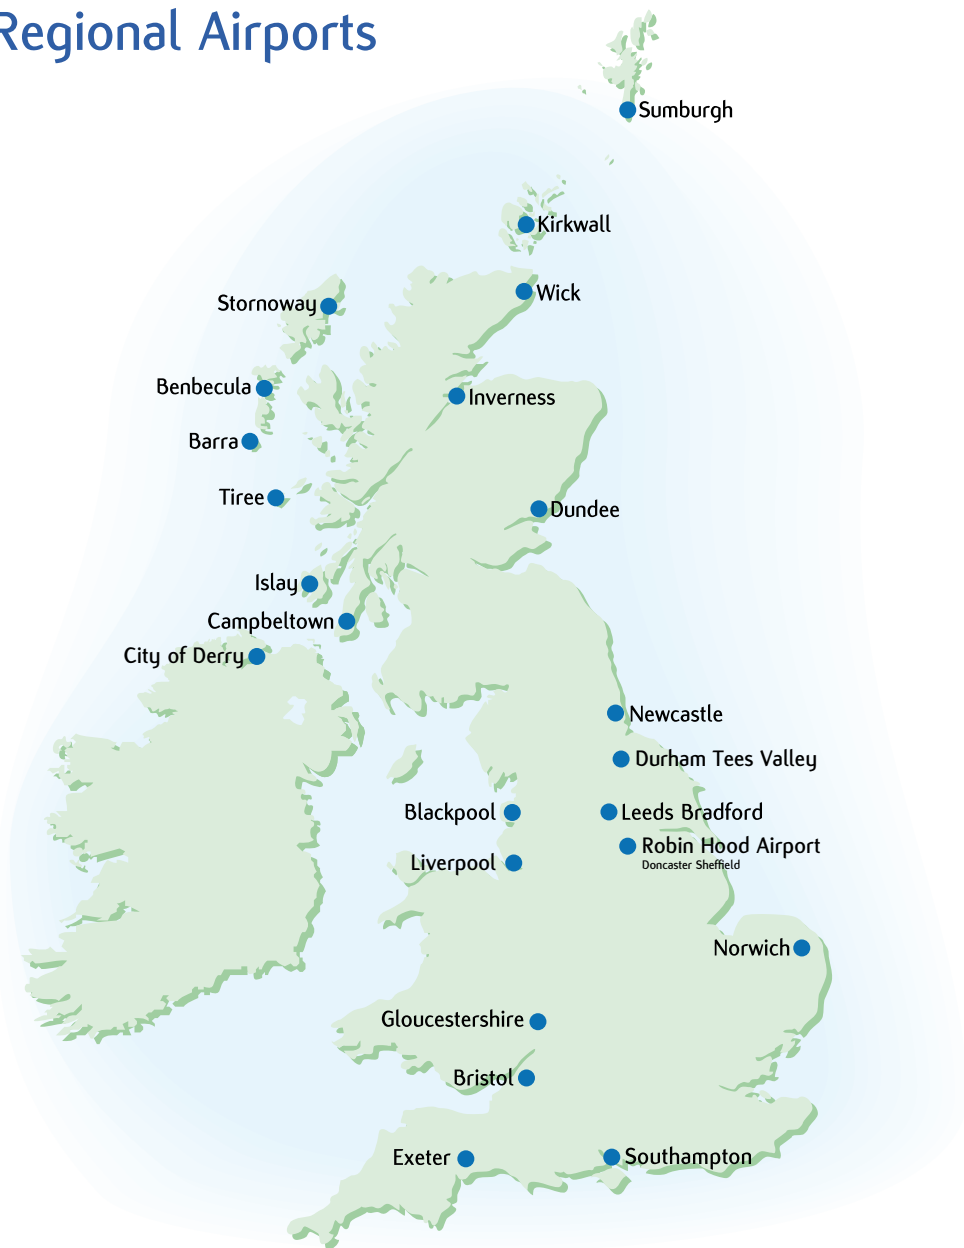 Regional Airports
Sumburgh
Kirkwall
Wick
Stornoway
Benbecula
Inverness
Barra
Tiree
Dundee
Islay
Campbeltown
City of Derry
Newcastle
Durham Tees Valley
Blackpool
Leeds Bradford
Robin Hood Airport
Doncaster Sheffield
Liverpool
Norwich
Gloucestershire
Bristol
Exeter
Southampton